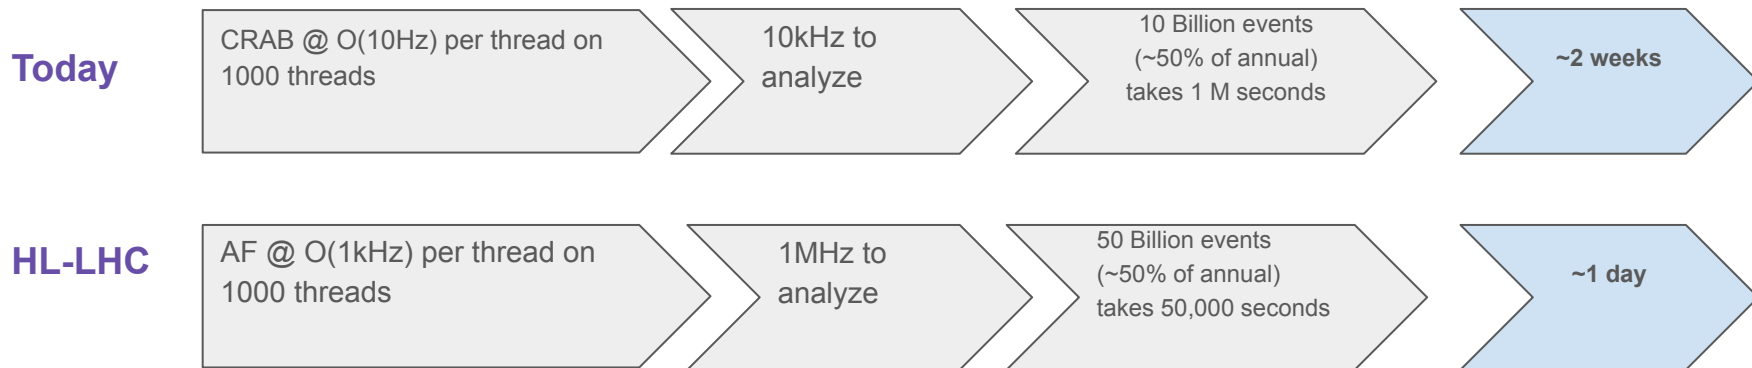 Today
CRAB @ O(10Hz) per thread on
1000 threads
10kHz to
analyze
10 Billion events
(~50% of annual)
takes 1 M seconds
~2 weeks
HL-LHC
AF @ O(1kHz) per thread on
1000 threads
1MHz to
analyze
50 Billion events
(~50% of annual)
takes 50,000 seconds
~1 day